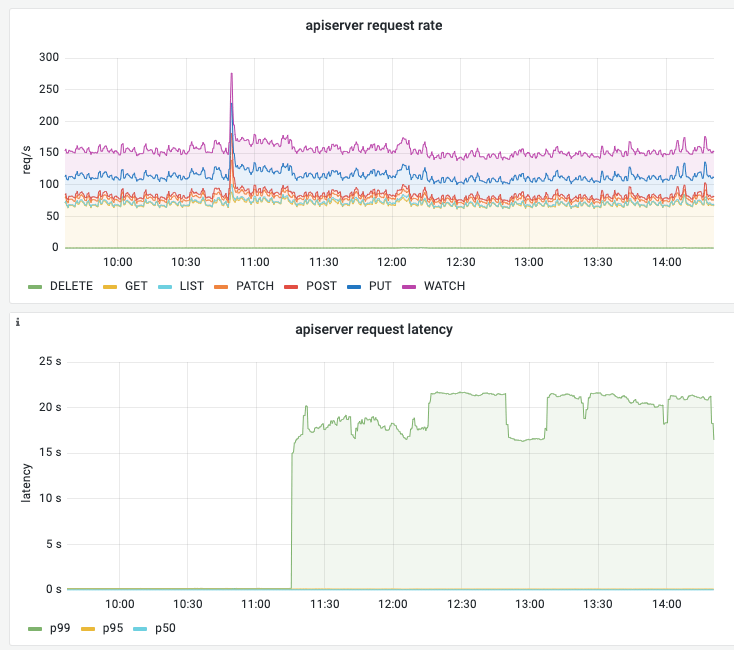 apiserver request rate
300
250
200
150
100
50
0
req/s
10:00 10:30 11:00 11:30 12:00 12:30 13:00 13:30 14:00
DELETE GET LIST PATCH POST PUT WATCH
i
apiserver request latency
25 s
20 s
15 s
10 s
5 s
0 s
latency
10:00 10:30 11:00 11:30 12:00 12:30 13:00 13:30 14:00
p99 p95 p50